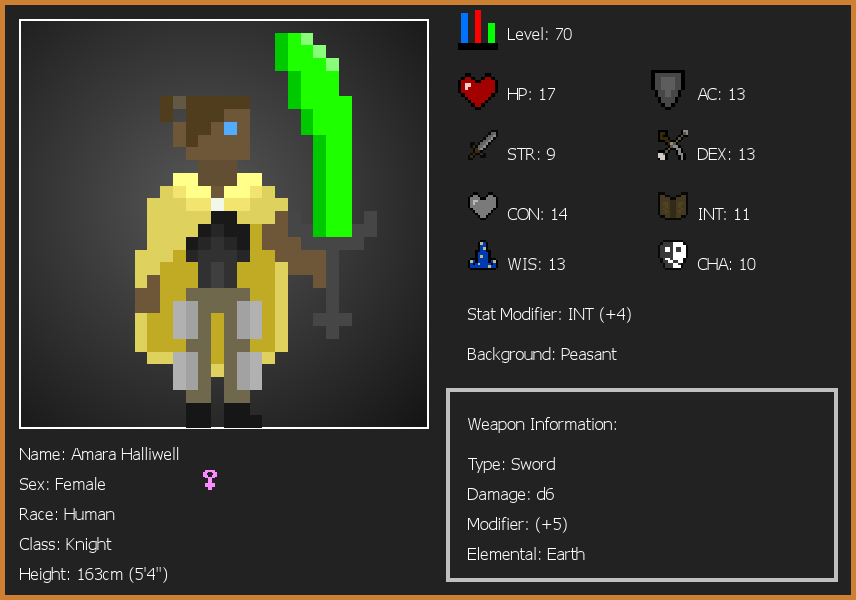 Level: 70
HP: 17
AC: 13
STR: 9
DEX: 13
CON: 14
INT: 11
WIS: 13
CHA: 10
Stat Modifier: INT (+4)
Background: Peasant
Weapon Information:
Type: Sword
Damage: d6
Modifier: (+5)
Elemental: Earth
Name: Amara Halliwell
Sex: Female
Race: Human
Class: Knight
Height: 163cm (5'4")